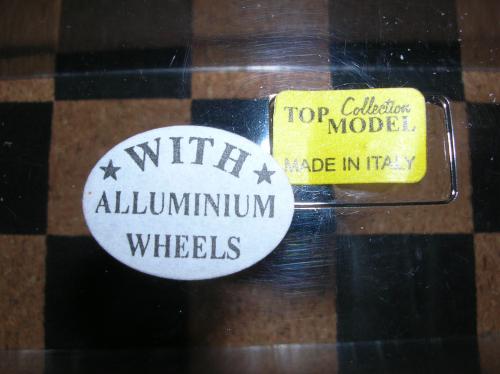 ★ WITH ★
ALLUMINIUM
WHEELS
TOP Collection
MODEL
MADE IN ITALY